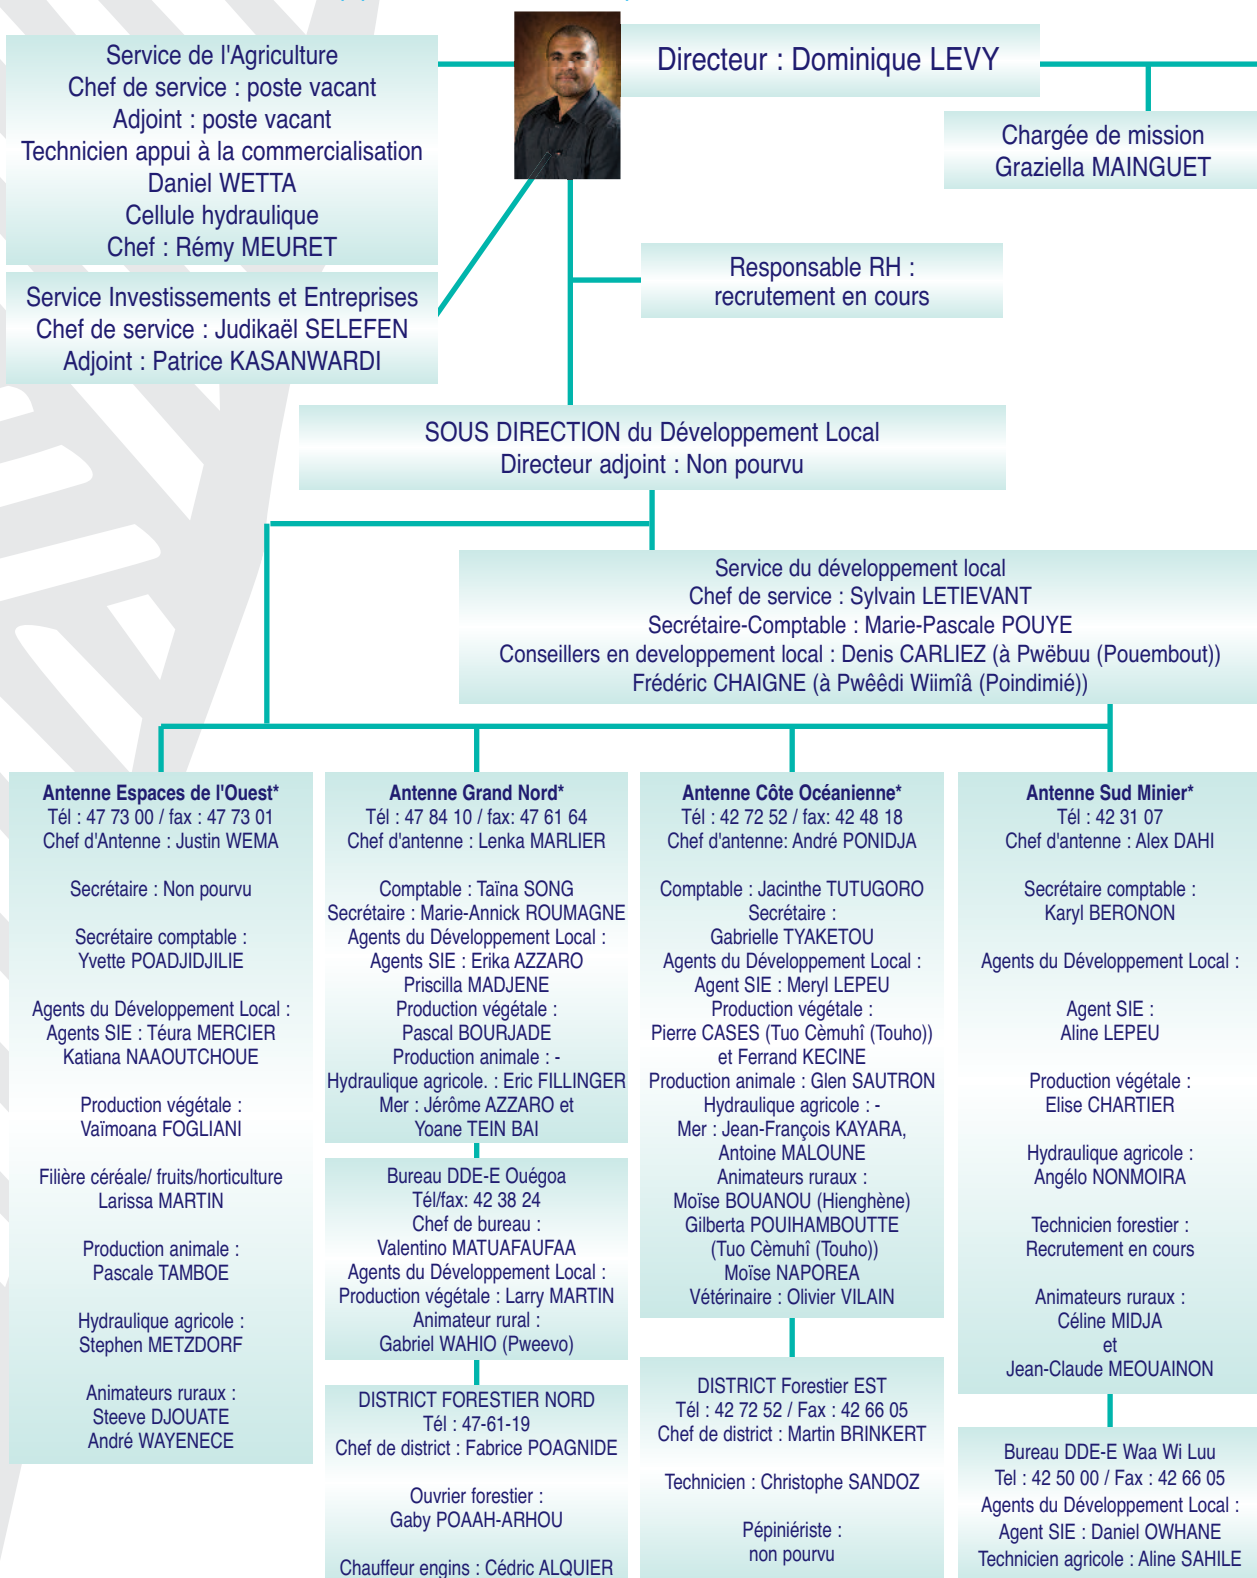 Service de l'Agriculture
Chef de service : poste vacant
Adjoint : poste vacant
Technicien appui à la commercialisation
Daniel WETTA
Cellule hydraulique
Chef : Rémy MEURET
Directeur : Dominique LEVY
Chargée de mission
Graziella MAINGUET
Service Investissements et Entreprises
Chef de service : Judikaël SELEFEN
Adjoint : Patrice KASANWARDI
Responsable RH :
recrutement en cours
SOUS DIRECTION du Développement Local
Directeur adjoint : Non pourvu
Service du développement local
Chef de service : Sylvain LETIEVANT
Secrétaire-Comptable : Marie-Pascale POUYE
Conseillers en developpement local : Denis CARLIEZ (à Pwëbuu (Pouembout))
Frédéric CHAIGNE (à Pwêêdi Wiimîâ (Poindimié))
Antenne Espaces de l'Ouest*
Tél : 47 73 00 / fax : 47 73 01
Chef d'Antenne : Justin WEMA
Secrétaire : Non pourvu
Secrétaire comptable :
Yvette POADJIDJILIE
Agents du Développement Local :
Agents SIE : Téura MERCIER
Katiana NAAOUTCHOUE
Production végétale :
Vaïmoana FOGLIANI
Filière céréale/ fruits/horticulture
Larissa MARTIN
Production animale :
Pascale TAMBOE
Hydraulique agricole :
Stephen METZDORF
Animateurs ruraux :
Steeve DJOUATE
André WAYENECE
Antenne Grand Nord*
Tél : 47 84 10 / fax: 47 61 64
Chef d'antenne : Lenka MARLIER
Comptable : Taïna SONG
Secrétaire : Marie-Annick ROUMAGNE
Agents du Développement Local :
Agents SIE : Erika AZZARO
Priscilla MADJENE
Production végétale :
Pascal BOURJADE
Production animale : -
Hydraulique agricole. : Eric FILLINGER
Mer : Jérôme AZZARO et
Yoane TEIN BAI
Bureau DDE-E Ouégoa
Tél/fax: 42 38 24
Chef de bureau :
Valentino MATUAFAUFAA
Agents du Développement Local :
Production végétale : Larry MARTIN
Animateur rural :
Gabriel WAHIO (Pweevo)
DISTRICT FORESTIER NORD
Tél : 47-61-19
Chef de district : Fabrice POAGNIDE
Ouvrier forestier :
Gaby POAAH-ARHOU
Chauffeur engins : Cédric ALQUIER
Antenne Côte Océanienne*
Tél : 42 72 52 / fax: 42 48 18
Chef d'antenne: André PONIDJA
Comptable : Jacinthe TUTUGORO
Secrétaire :
Gabrielle TYAKETOU
Agents du Développement Local :
Agent SIE : Meryl LEPEU
Production végétale :
Pierre CASES (Tuo Cèmuhî (Touho))
et Ferrand KECINE
Production animale : Glen SAUTRON
Hydraulique agricole : -
Mer : Jean-François KAYARA,
Antoine MALOUNE
Animateurs ruraux :
Moïse BOUANOU (Hienghène)
Gilberta POUIHAMBOUTTE
(Tuo Cèmuhî (Touho))
Moïse NAPOREA
Vétérinaire : Olivier VILAIN
DISTRICT Forestier EST
Tél : 42 72 52 / Fax : 42 66 05
Chef de district : Martin BRINKERT
Technicien : Christophe SANDOZ
Pépiniériste :
non pourvu
Antenne Sud Minier*
Tél : 42 31 07
Chef d'antenne : Alex DAHI
Secrétaire comptable :
Karyl BERONON
Agents du Développement Local :
Agent SIE :
Aline LEPEU
Production végétale :
Elise CHARTIER
Hydraulique agricole :
Angélo NONMOIRA
Technicien forestier :
Recrutement en cours
Animateurs ruraux :
Céline MIDJA
et
Jean-Claude MEOUAINON
Bureau DDE-E Waa Wi Luu
Tel : 42 50 00 / Fax : 42 66 05
Agents du Développement Local :
Agent SIE : Daniel OWHANE
Technicien agricole : Aline SAHILE